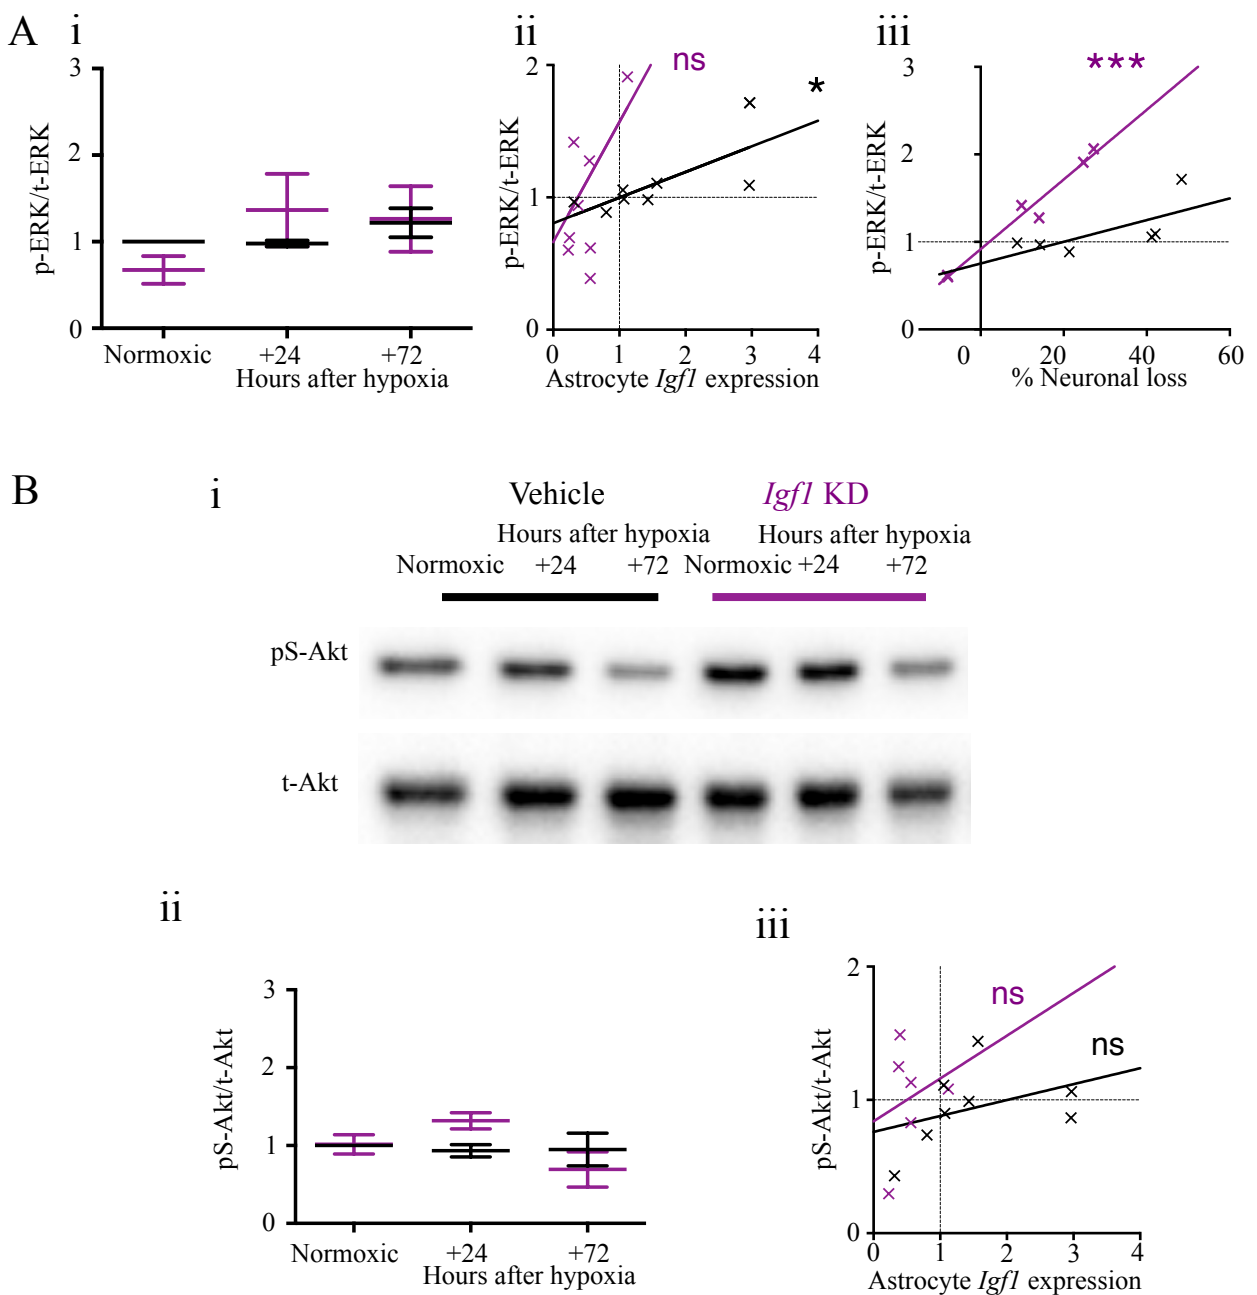 A
i
ii
iii
p-ERK/t-ERK
3
2
1
0
Normoxic
+24
+72
Hours after hypoxia
p-ERK/t-ERK
2
1
0
ns
*
0
1
2
3
4
Astrocyte Igf1 expression
p-ERK/t-ERK
3
2
1
0
***
0
20
40
60
% Neuronal loss
B
i
Vehicle
Igf1 KD
Hours after hypoxia
Hours after hypoxia
Normoxic
+24
+72
Normoxic
+24
+72
pS-Akt
t-Akt
ii
iii
pS-Akt/t-Akt
3
2
1
0
Normoxic
+24
+72
Hours after hypoxia
pS-Akt/t-Akt
2
1
0
ns
ns
0
1
2
3
4
Astrocyte Igf1 expression